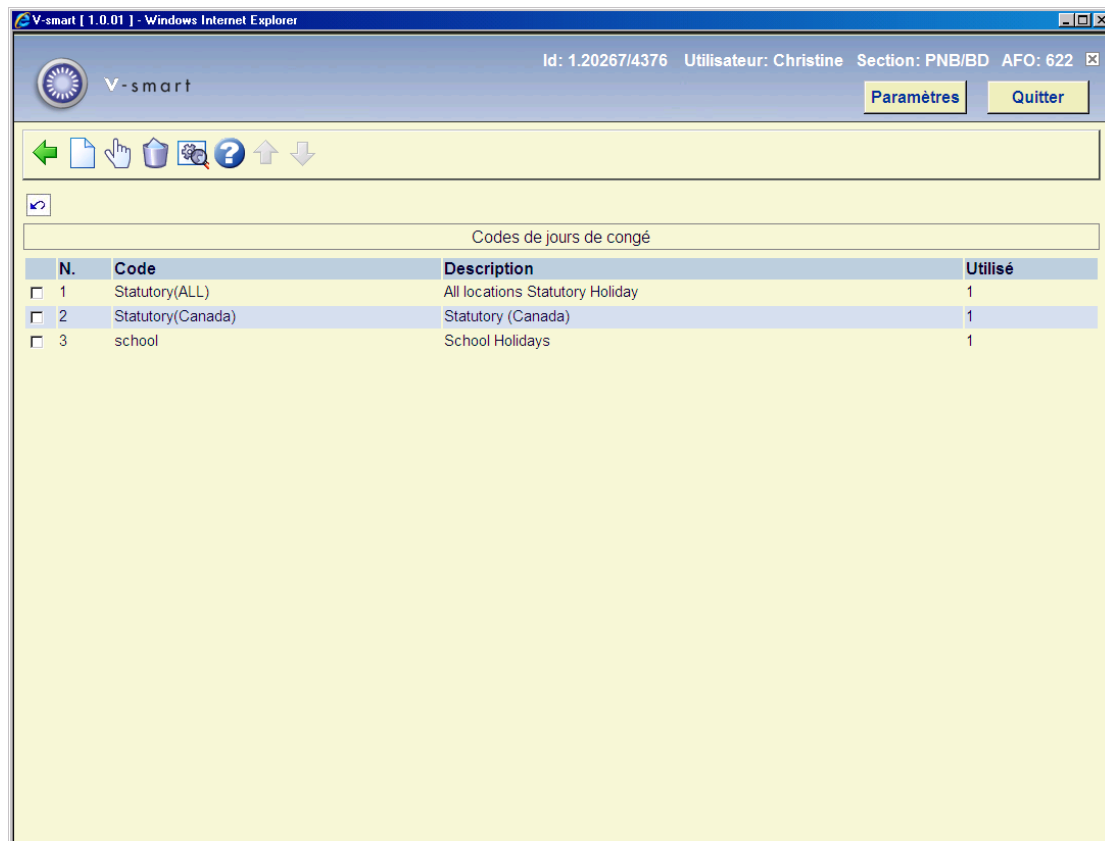 V-smart [ 1.0.01 ] - Windows Internet Explorer
Id: 1.20267/4376 Utilisateur: Christine Section: PNB/BD AFO: 622
V-smart
Paramètres Quitter
Codes de jours de congé
N. Code Description Utilisé
1 Statutory(ALL) All locations Statutory Holiday 1
2 Statutory(Canada) Statutory (Canada) 1
3 school School Holidays 1